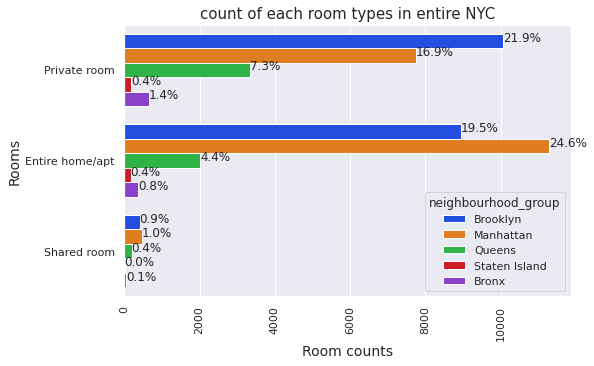 count of each room types in entire NYC
Rooms
Private room
21.9%
16.9%
7.3%
0.4%
1.4%
Entire home/apt
19.5%
24.6%
4.4%
0.4%
0.8%
Shared room
0.9%
1.0%
0.4%
0.0%
0.1%
neighbourhood_group
Brooklyn
Manhattan
Queens
Staten Island
Bronx
0
2000
4000
6000
8000
10000
Room counts